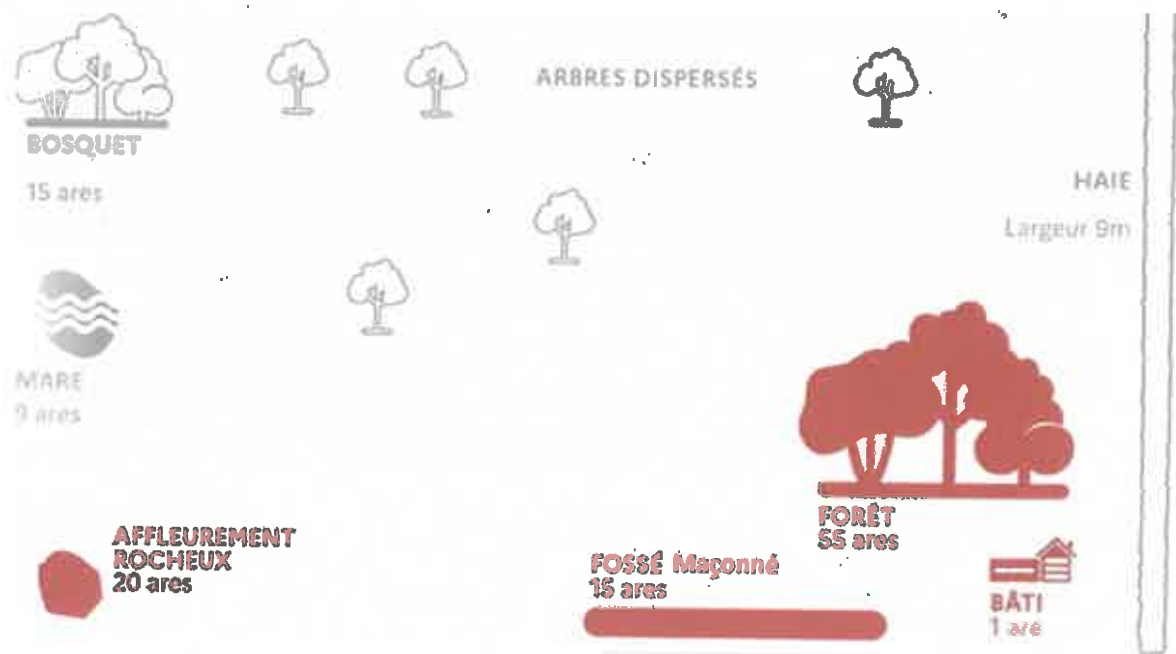 ARBRES DISPERSÉS
BOSQUET
15 ares
HAIE
Largeur 9m
MARE
9 ares
FORÊT
55 ares
AFFLEUREMENT
ROCHEUX
20 ares
FOSSÉ Maçonné
15 ares
BÂTI
1 are